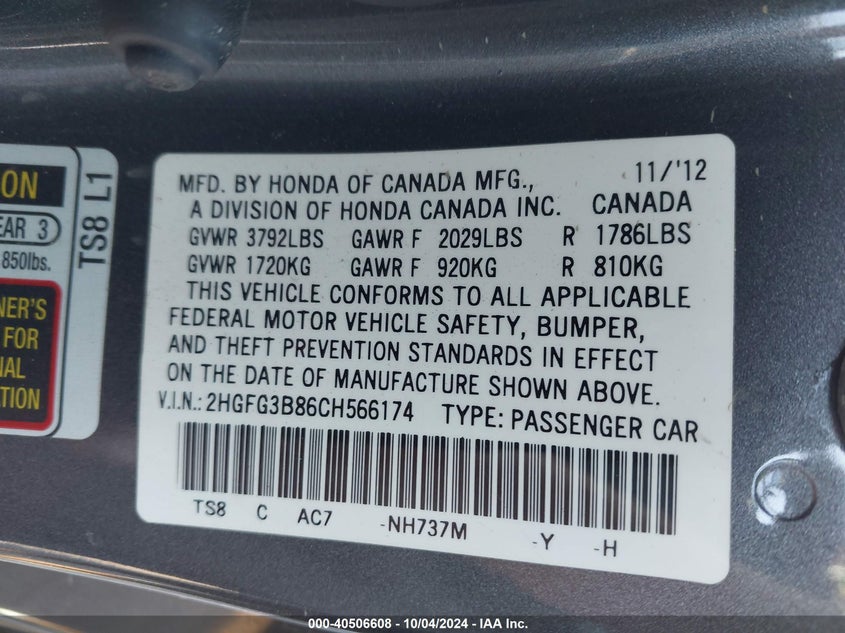 ON
EAR 3
850lbs.
NER'S
FOR
NAL
TION
TS8 L1
MFD. BY HONDA OF CANADA MFG., 11/'12
A DIVISION OF HONDA CANADA INC. CANADA
GVWR 3792LBS GAWR F 2029LBS R 1786LBS
GVWR 1720KG GAWR F 920KG R 810KG
THIS VEHICLE CONFORMS TO ALL APPLICABLE
FEDERAL MOTOR VEHICLE SAFETY, BUMPER,
AND THEFT PREVENTION STANDARDS IN EFFECT
ON THE DATE OF MANUFACTURE SHOWN ABOVE.
V.I.N.: 2HGFG3B86CH566174 TYPE: PASSENGER CAR
TS8 C AC7 -NH737M -Y -H
000-40506608 - 10/04/2024 - IAA Inc.